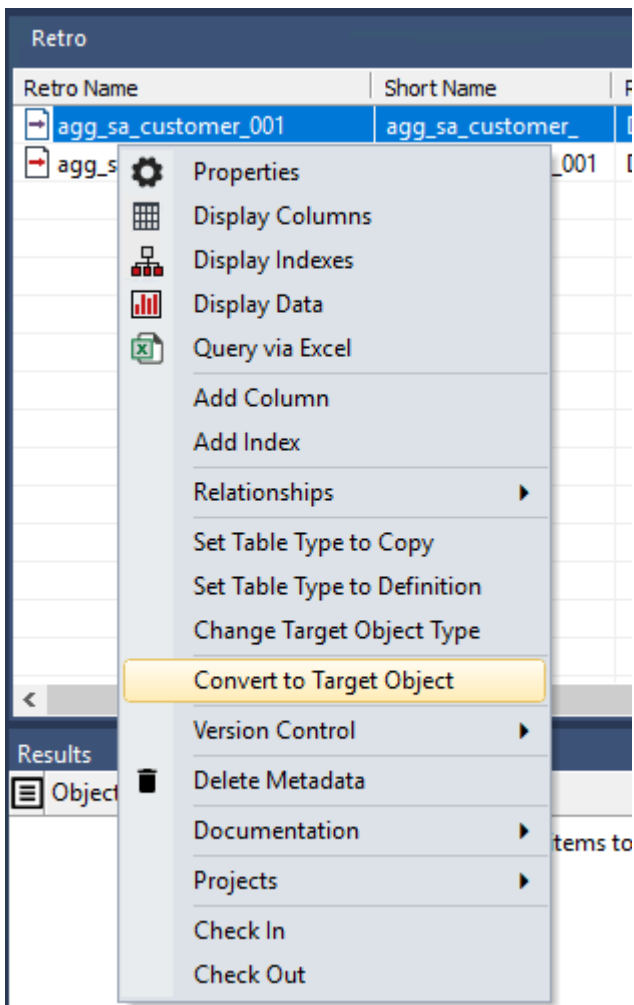 Retro
Retro Name Short Name
agg_sa_customer_001 agg_sa_customer_
agg_s _001
Properties
Display Columns
Display Indexes
Display Data
Query via Excel
Add Column
Add Index
Relationships
Set Table Type to Copy
Set Table Type to Definition
Change Target Object Type
Convert to Target Object
Version Control
Results
Delete Metadata
Object
Documentation
tems to
Projects
Check In
Check Out